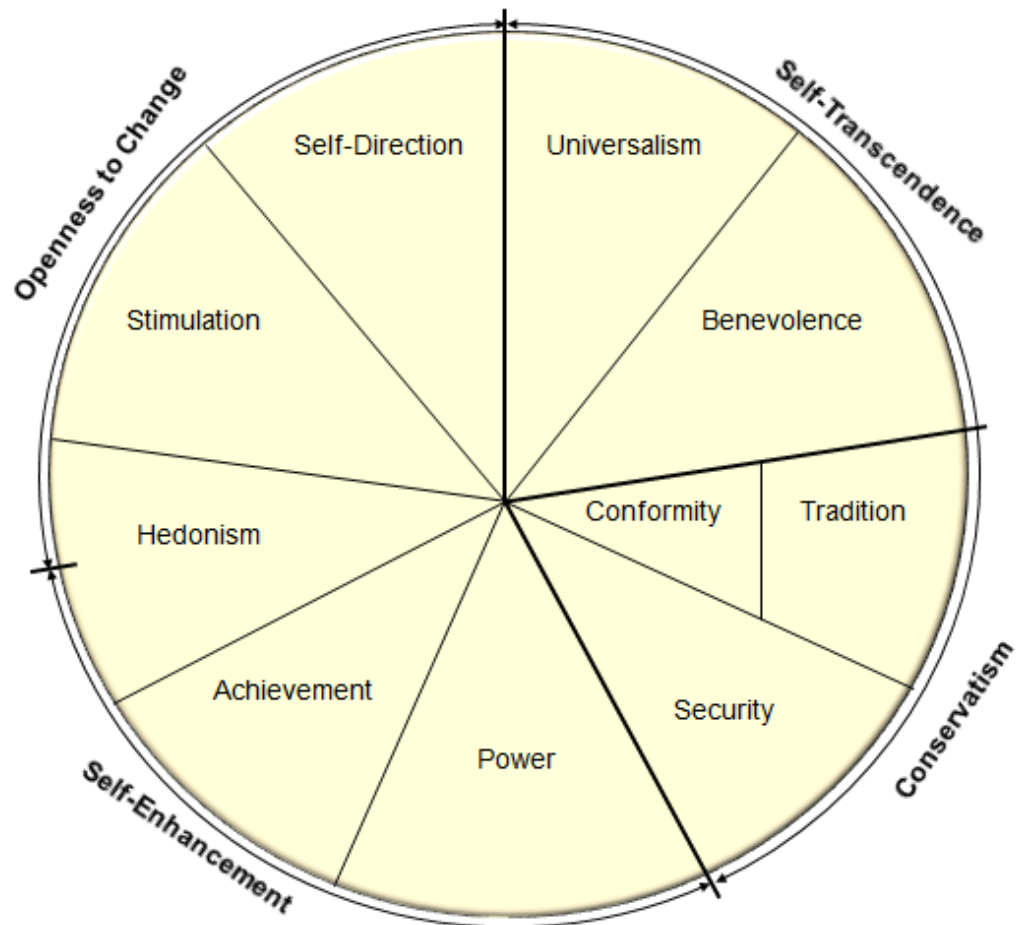 Self-Transcendence
Openness to Change
Self-Direction
Universalism
Stimulation
Benevolence
Conformity
Tradition
Hedonism
Achievement
Security
Power
Conservatism
Self-Enhancement